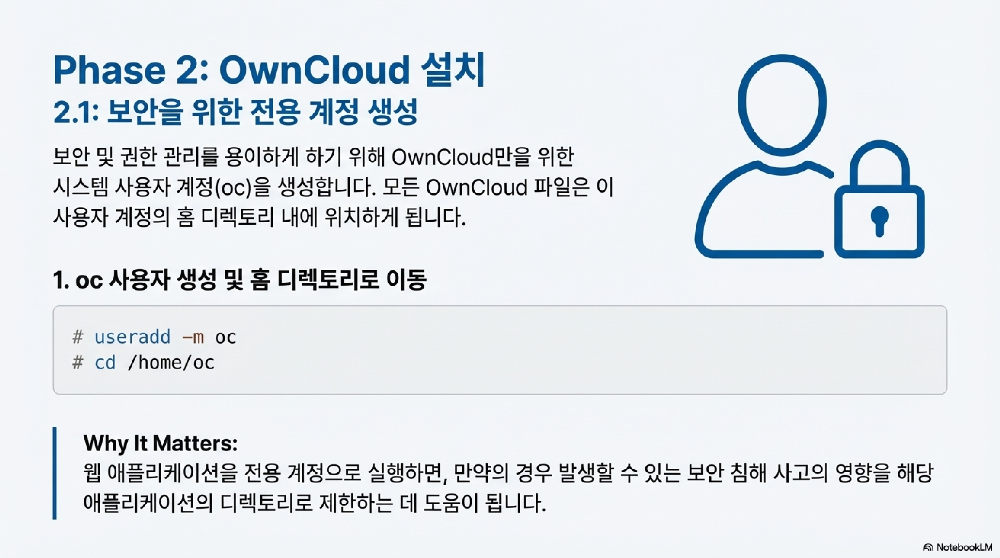 Phase 2: OwnCloud 설치
2.1: 보안을 위한 전용 계정 생성
보안 및 권한 관리를 용이하게 하기 위해 OwnCloud만을 위한
시스템 사용자 계정(oc)을 생성합니다. 모든 OwnCloud 파일은 이
사용자 계정의 홈 디렉토리 내에 위치하게 됩니다.
1. oc 사용자 생성 및 홈 디렉토리로 이동
# useradd –m oc
# cd /home/oc
Why It Matters:
웹 애플리케이션을 전용 계정으로 실행하면, 만약의 경우 발생할 수 있는 보안 침해 사고의 영향을 해당
애플리케이션의 디렉토리로 제한하는 데 도움이 됩니다.
NotebookLM